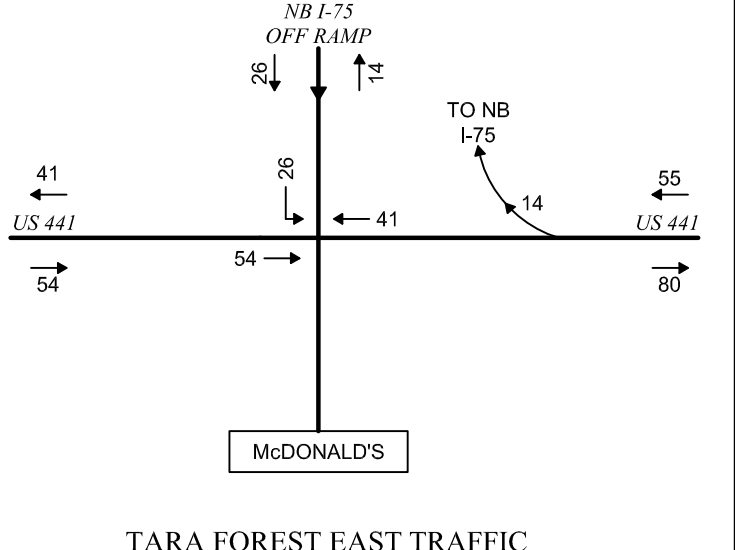 NB I-75
OFF RAMP
26
14
TO NB
I-75
41
26
55
14
US 441
41
US 441
54
54
80
McDONALD'S
TARA FOREST EAST TRAFFIC